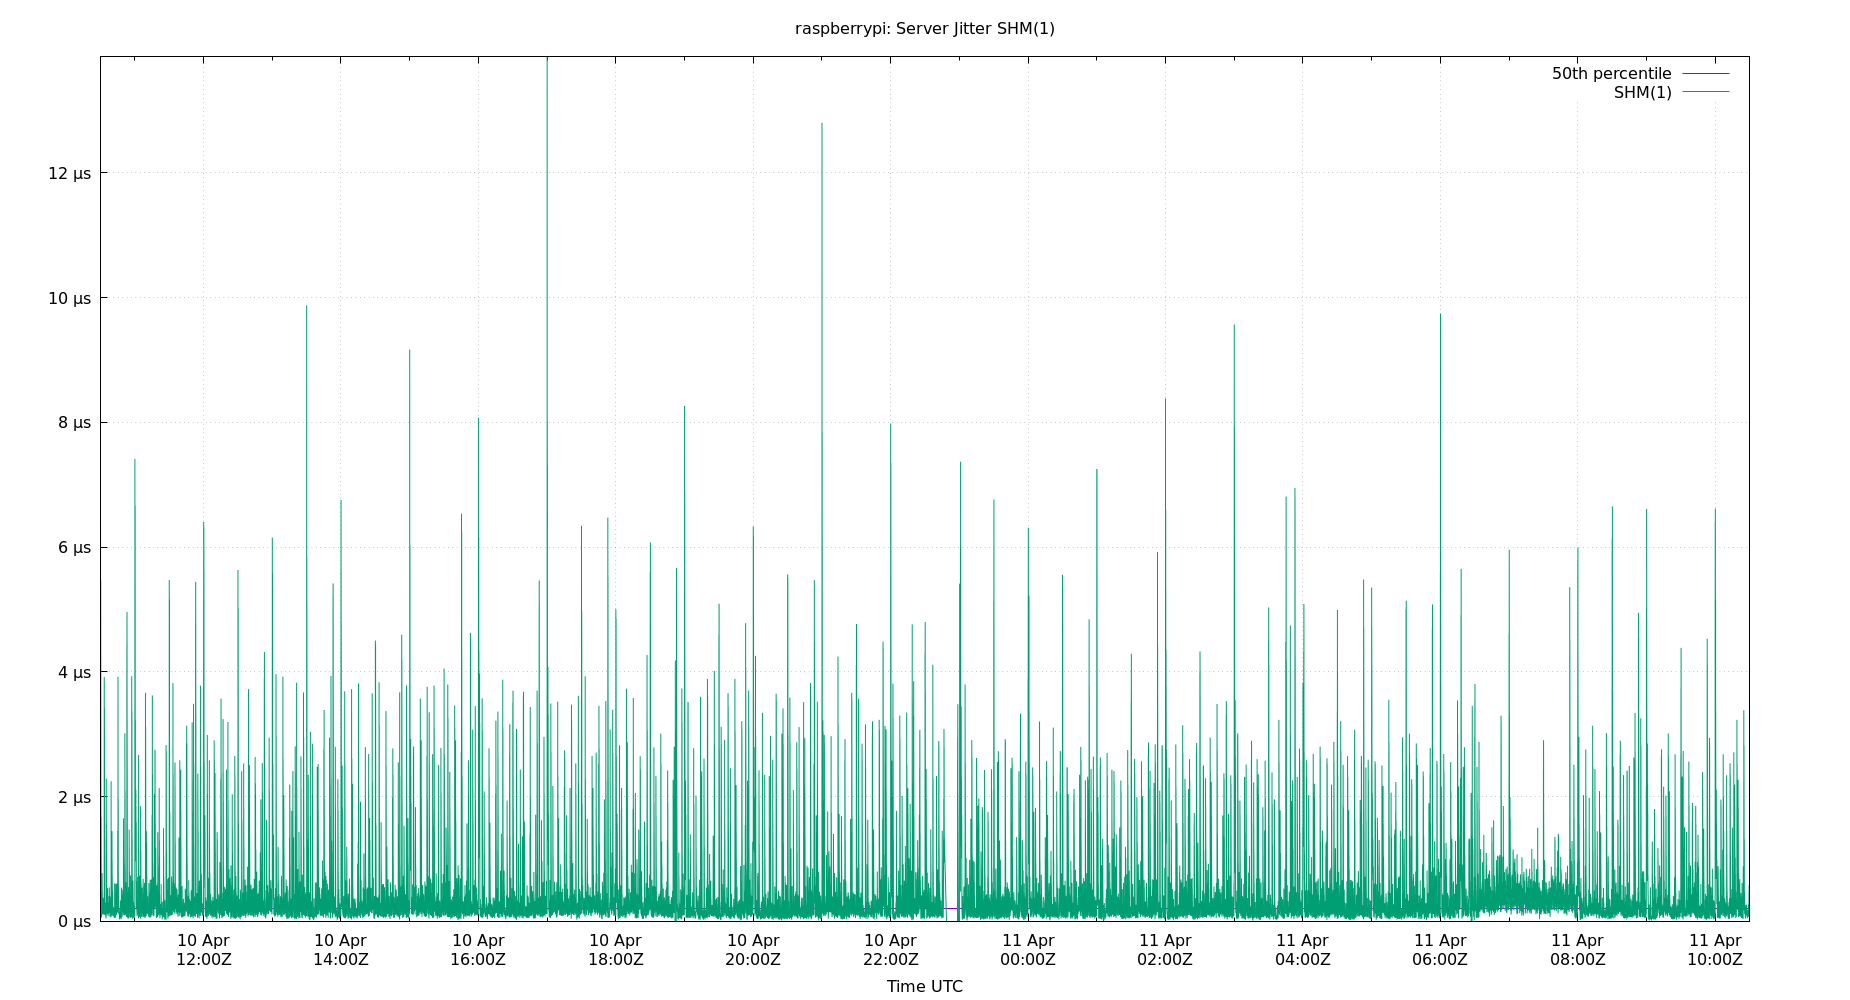 raspberrypi: Server Jitter SHM(1)
50th percentile
SHM(1)
12 µs
10 µs
8 µs
6 µs
4 µs
2 µs
0 µs
10 Apr 10 Apr 10 Apr 10 Apr 10 Apr 10 Apr 11 Apr 11 Apr 11 Apr 11 Apr 11 Apr 11 Apr
12:00Z 14:00Z 16:00Z 18:00Z 20:00Z 22:00Z 00:00Z 02:00Z 04:00Z 06:00Z 08:00Z 10:00Z
Time UTC